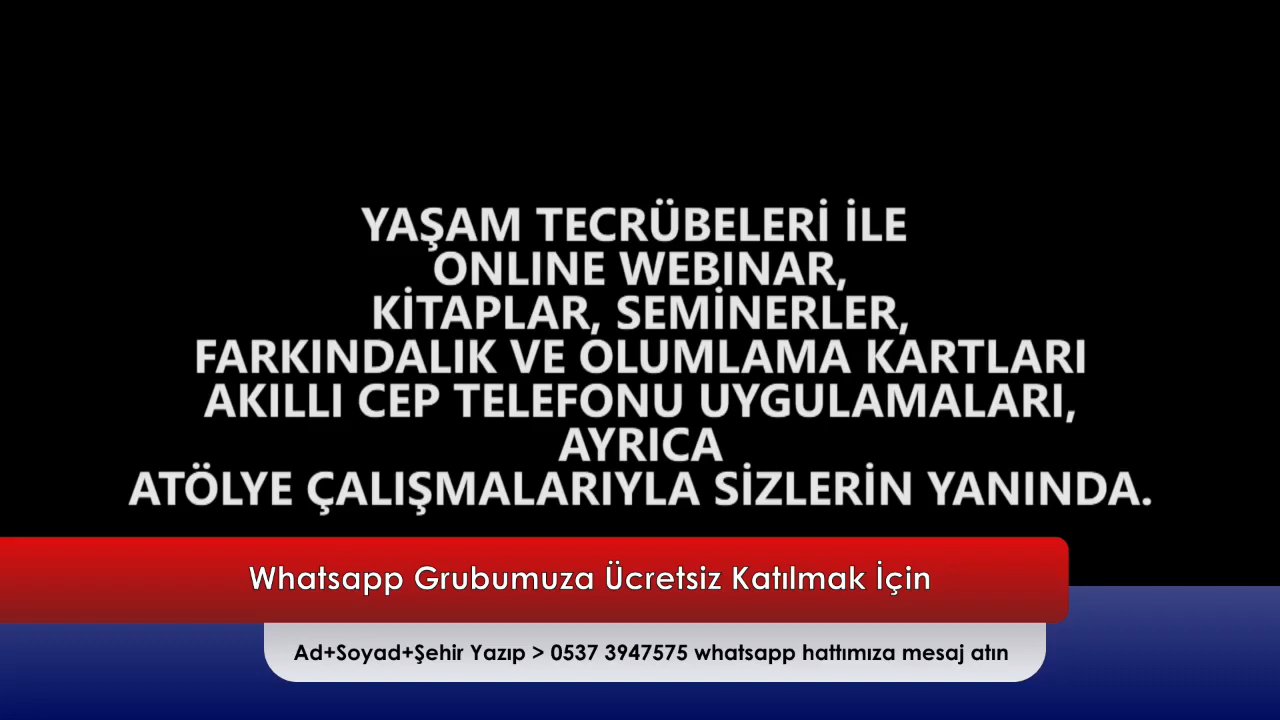 YAŞAM TECRÜBELERİ İLE
ONLINE WEBINAR,
KİTAPLAR, SEMİNERLER,
FARKINDALIK VE OLUMLAMA KARTLARI
AKILLI CEP TELEFONU UYGULAMALARI,
AYRICA
ATÖLYE ÇALIŞMALARIYLA SİZLERİN YANINDA.
Whatsapp Grubumuza Ücretsiz Katılmak İçin
Ad+Soyad+Şehir Yazıp > 0537 3947575 whatsapp hattımıza mesaj atın